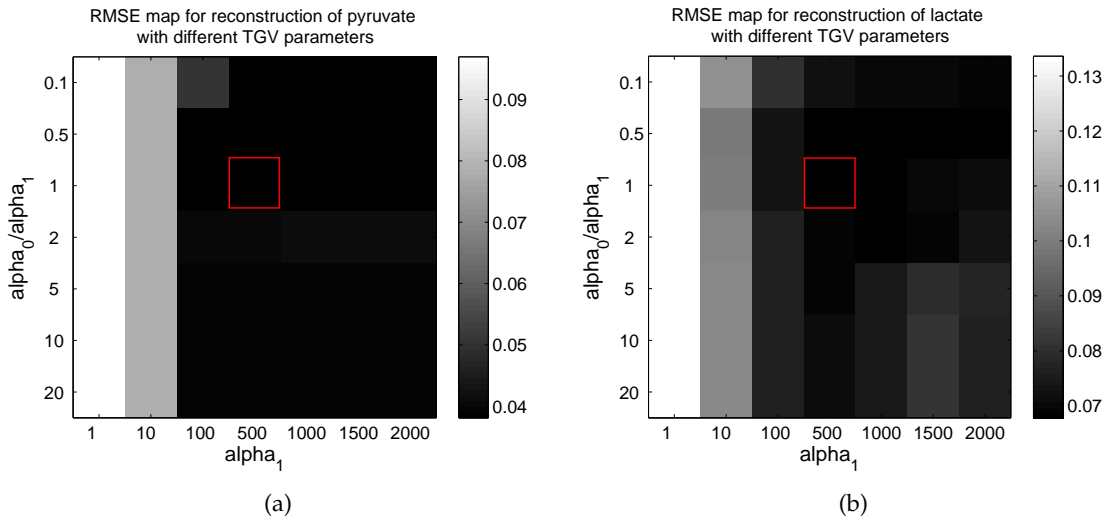 RMSE map for reconstruction of pyruvate
with different TGV parameters
0.1
0.5
1
2
5
10
20
alpha0/alpha1
1 10 100 500 1000 1500 2000
alpha1
0.09
0.08
0.07
0.06
0.05
0.04
(a)
RMSE map for reconstruction of lactate
with different TGV parameters
0.1
0.5
1
2
5
10
20
alpha0/alpha1
1 10 100 500 1000 1500 2000
alpha1
0.13
0.12
0.11
0.1
0.09
0.08
0.07
(b)